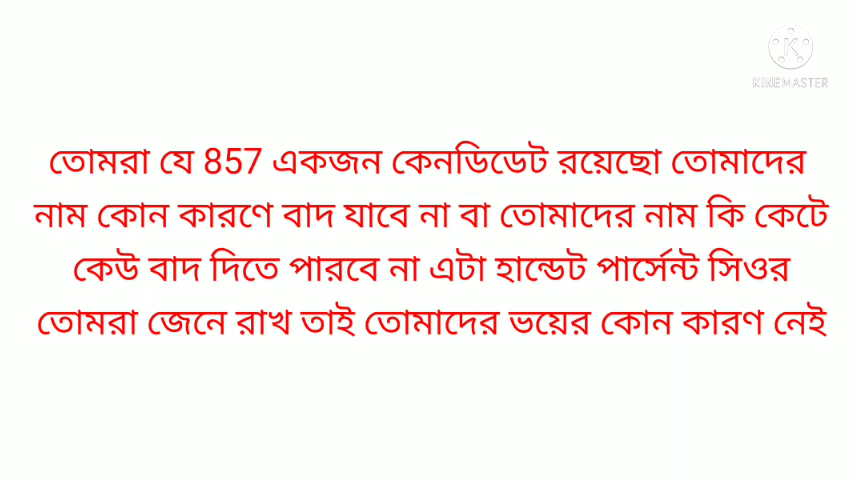 KINEMASTER
তোমরা যে 857 একজন কেনডিডেট রয়েছো তোমাদের
নাম কোন কারণে বাদ যাবে না বা তোমাদের নাম কি কেটে
কেউ বাদ দিতে পারবে না এটা হান্ডেট পার্সেন্ট সিওর
তোমরা জেনে রাখ তাই তোমাদের ভয়ের কোন কারণ নেই